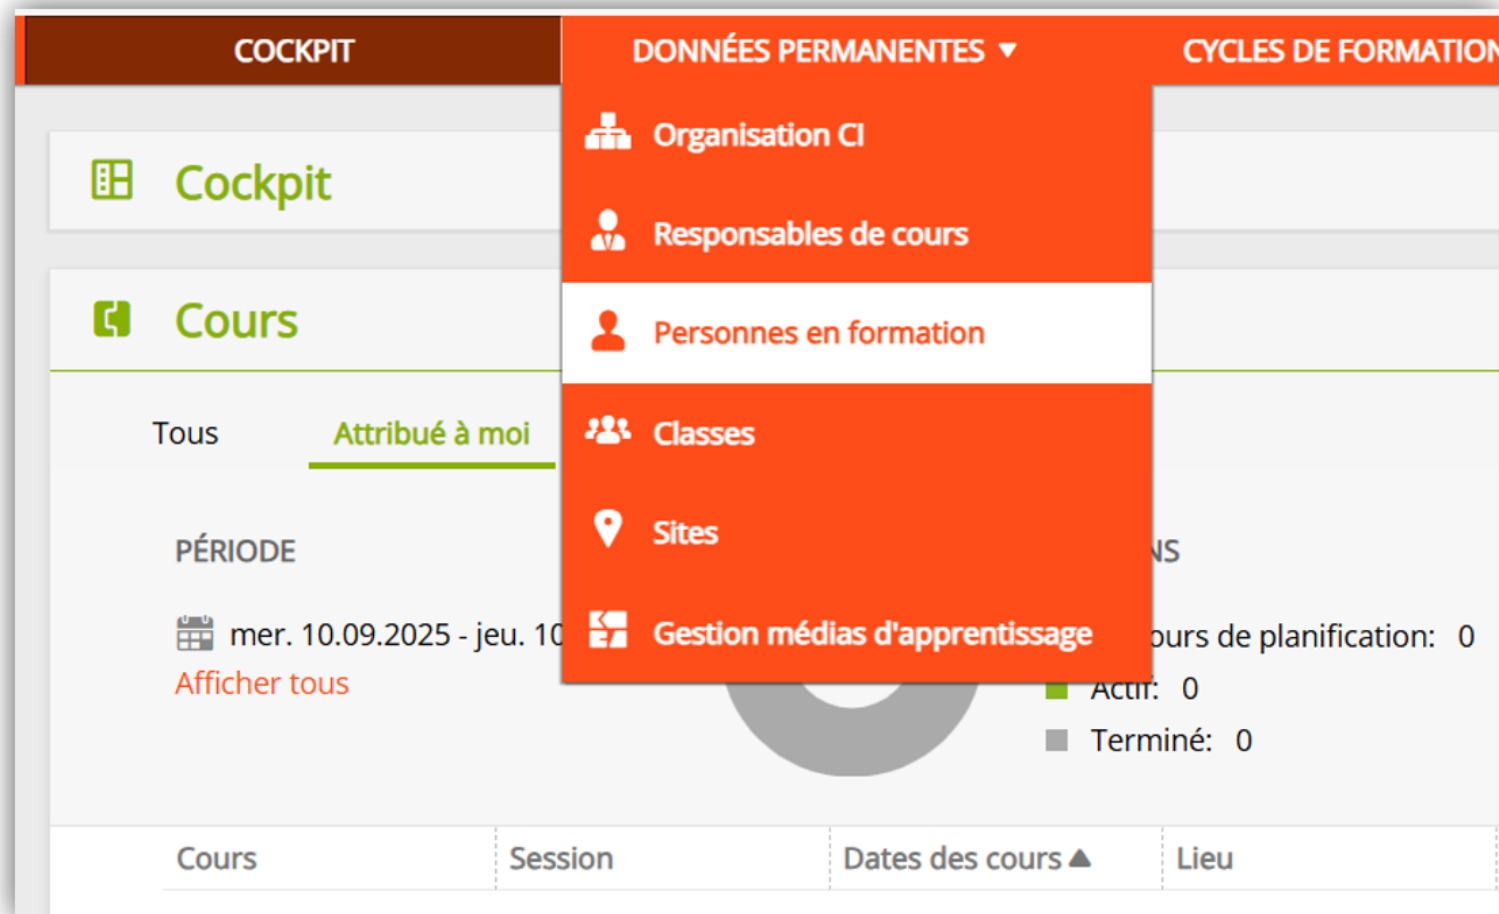 COCKPIT
DONNÉES PERMANENTES
CYCLES DE FORMATION
Organisation CI
Responsables de cours
Personnes en formation
Classes
Sites
Gestion médias d'apprentissage
Cockpit
Cours
Tous
Attribué à moi
PÉRIODE
mer. 10.09.2025 - jeu. 10
Afficher tous
NS
ours de planification: 0
Actif: 0
Terminé: 0
Cours
Session
Dates des cours
Lieu